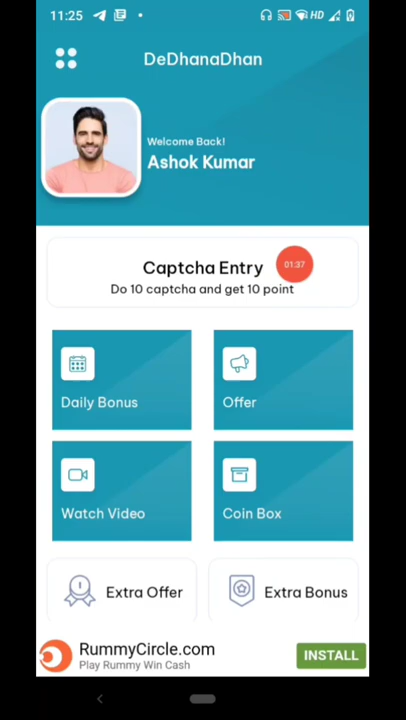 11:25
HD
DeDhanaDhan
Welcome Back!
Ashok Kumar
Captcha Entry
01:37
Do 10 captcha and get 10 point
Daily Bonus
Offer
Watch Video
Coin Box
Extra Offer
Extra Bonus
RummyCircle.com
Play Rummy Win Cash
INSTALL